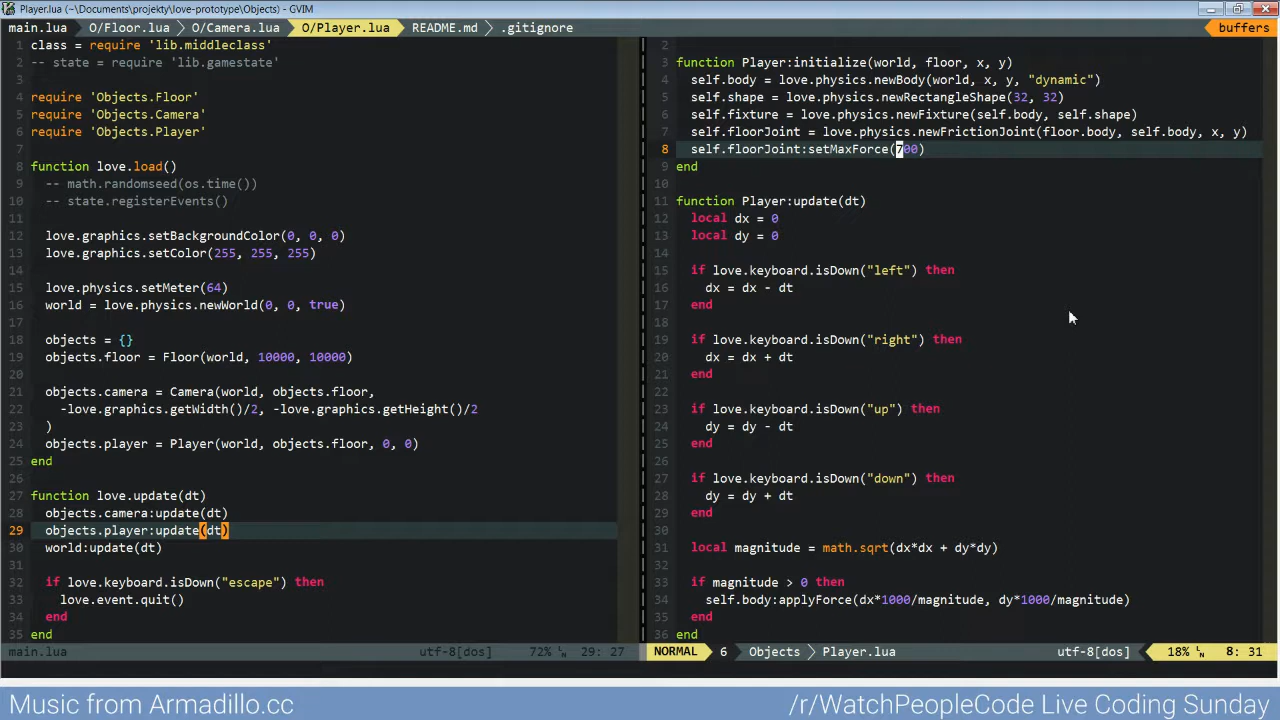 Player.lua (~\Documents\projekty\love-prototype\Objects) - GVIM
main.lua O/Floor.lua O/Camera.lua O/Player.lua README.md .gitignore buffers
1 class = require 'lib.middleclass'
2 -- state = require 'lib.gamestate'
3
4 require 'Objects.Floor'
5 require 'Objects.Camera'
6 require 'Objects.Player'
7
8 function love.load()
9 -- math.randomseed(os.time())
10 -- state.registerEvents()
11
12 love.graphics.setBackgroundColor(0, 0, 0)
13 love.graphics.setColor(255, 255, 255)
14
15 love.physics.setMeter(64)
16 world = love.physics.newWorld(0, 0, true)
17
18 objects = {}
19 objects.floor = Floor(world, 10000, 10000)
20
21 objects.camera = Camera(world, objects.floor,
22 -love.graphics.getWidth()/2, -love.graphics.getHeight()/2
23 )
24 objects.player = Player(world, objects.floor, 0, 0)
25 end
26
27 function love.update(dt)
28 objects.camera:update(dt)
29 objects.player:update(dt)
30 world:update(dt)
31
32 if love.keyboard.isDown("escape") then
33 love.event.quit()
34 end
35 end
main.lua utf-8[dos] 72% 29: 27
2
3 function Player:initialize(world, floor, x, y)
4 self.body = love.physics.newBody(world, x, y, "dynamic")
5 self.shape = love.physics.newRectangleShape(32, 32)
6 self.fixture = love.physics.newFixture(self.body, self.shape)
7 self.floorJoint = love.physics.newFrictionJoint(floor.body, self.body, x, y)
8 self.floorJoint:setMaxForce(700)
9 end
10
11 function Player:update(dt)
12 local dx = 0
13 local dy = 0
14
15 if love.keyboard.isDown("left") then
16 dx = dx - dt
17 end
18
19 if love.keyboard.isDown("right") then
20 dx = dx + dt
21 end
22
23 if love.keyboard.isDown("up") then
24 dy = dy - dt
25 end
26
27 if love.keyboard.isDown("down") then
28 dy = dy + dt
29 end
30
31 local magnitude = math.sqrt(dx*dx + dy*dy)
32
33 if magnitude > 0 then
34 self.body:applyForce(dx*1000/magnitude, dy*1000/magnitude)
35 end
36 end
NORMAL 6 Objects Player.lua utf-8[dos] 18% 8: 31
Music from Armadillo.cc /r/WatchPeopleCode Live Coding Sunday